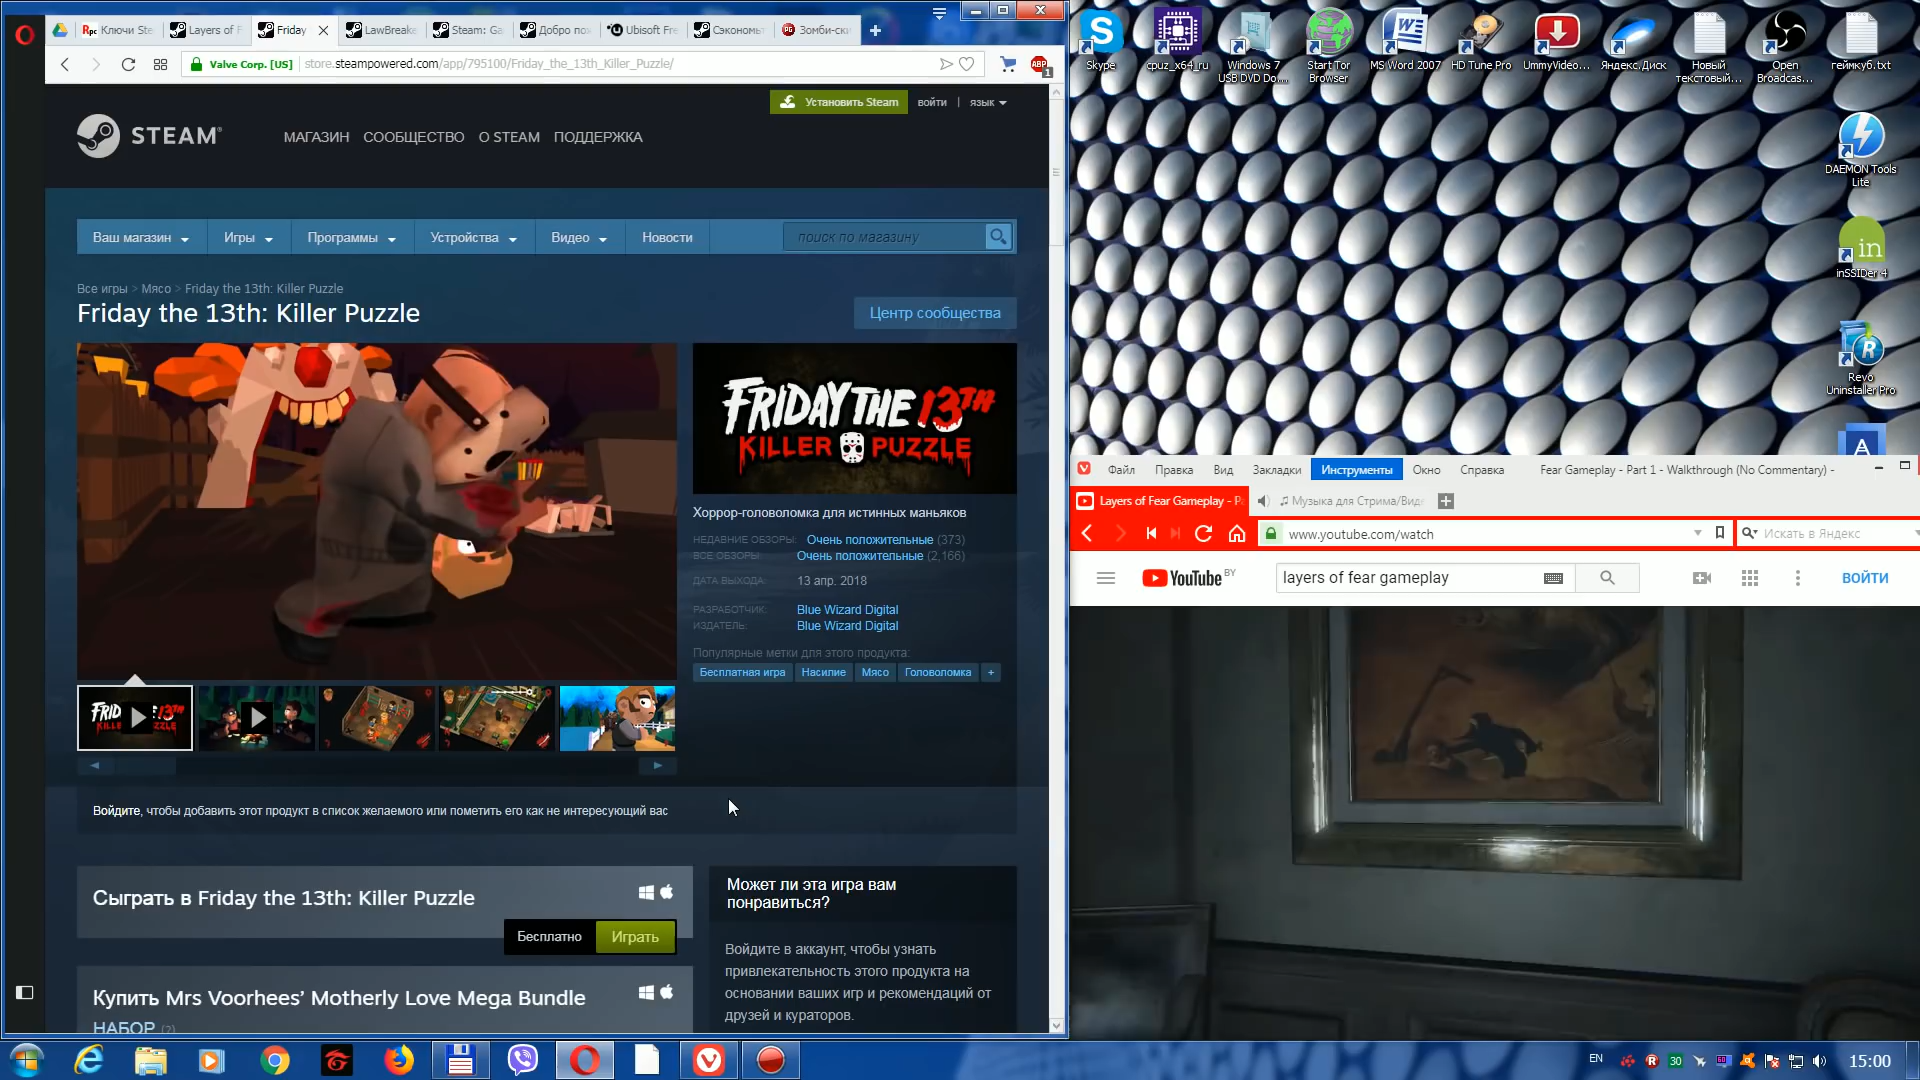 Ключи Ste
Layers of F
Friday
LawBreake
Steam: Ga
Добро пож
Ubisoft Fre
Сэкономьт
Зомби-ски
Valve Corp. [US]
store.steampowered.com/app/795100/Friday_the_13th_Killer_Puzzle/
ABP
1
Установить Steam
войти
|
язык
STEAM
МАГАЗИН
СООБЩЕСТВО
О STEAM
ПОДДЕРЖКА
Ваш магазин
Игры
Программы
Устройства
Видео
Новости
поиск по магазину
Все игры > Мясо > Friday the 13th: Killer Puzzle
Friday the 13th: Killer Puzzle
Центр сообщества
FRIDAY THE 13TH
KILLER PUZZLE
Хоррор-головоломка для истинных маньяков
НЕДАВНИЕ ОБЗОРЫ: Очень положительные (373)
ВСЕ ОБЗОРЫ: Очень положительные (2,166)
ДАТА ВЫХОДА: 13 апр. 2018
РАЗРАБОТЧИК: Blue Wizard Digital
ИЗДАТЕЛЬ: Blue Wizard Digital
Популярные метки для этого продукта:
Бесплатная игра
Насилие
Мясо
Головоломка
+
Войдите, чтобы добавить этот продукт в список желаемого или пометить его как не интересующий вас
Сыграть в Friday the 13th: Killer Puzzle
Бесплатно
Играть
Купить Mrs Voorhees’ Motherly Love Mega Bundle
НАБОР (?)
Может ли эта игра вам
понравиться?
Войдите в аккаунт, чтобы узнать
привлекательность этого продукта на
основании ваших игр и рекомендаций от
друзей и кураторов.
Skype
cpuz_x64_ru
Windows 7
USB DVD Do...
Start Tor
Browser
MS Word 2007
HD Tune Pro
UmmyVideo...
Яндекс.Диск
Новый
текстовый...
Open
Broadcas...
геймкуб.txt
DAEMON Tools
Lite
in
inSSIDer 4
Revo
Uninstaller Pro
A
Файл
Правка
Вид
Закладки
Инструменты
Окно
Справка
Fear Gameplay - Part 1 - Walkthrough (No Commentary) -
Layers of Fear Gameplay - P
Музыка для Стрима/Виде
www.youtube.com/watch
Искать в Яндекс
YouTube BY
layers of fear gameplay
ВОЙТИ
EN
30
15:00